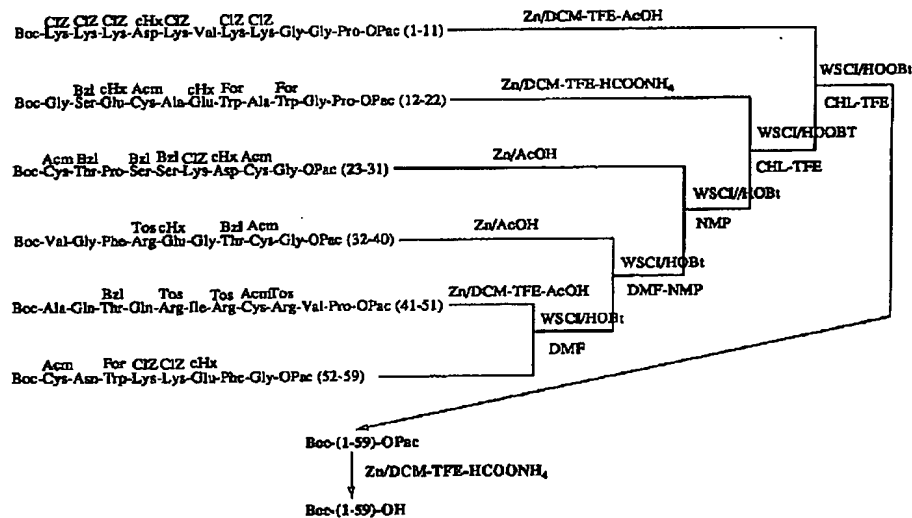 ClZ ClZ ClZ cHx ClZ ClZ ClZ
Boc-Lys-Lys-Lys-Asp-Lys-Val-Lys-Lys-Gly-Gly-Pro-OPac (1-11)
Zn/DCM-TFE-AcOH
WSCI/HOOBt
CHL-TFE
Bzl cHx Acm cHx For For
Boc-Gly-Ser-Glu-Cys-Ala-Glu-Trp-Ala-Trp-Gly-Pro-OPac (12-22)
Zn/DCM-TFE-HCOONH4
WSCI/HOOBT
CHL-TFE
Acm Bzl Bzl Bzl ClZ cHx Acm
Boc-Cys-Thr-Pro-Ser-Ser-Lys-Asp-Cys-Gly-OPac (23-31)
Zn/AcOH
WSCI//HOBt
NMP
Tos cHx Bzl Acm
Boc-Val-Gly-Phe-Arg-Glu-Gly-Thr-Cys-Gly-OPac (32-40)
Zn/AcOH
WSCI/HOBt
DMF-NMP
Bzl Tos Tos AcmTos
Boc-Ala-Gln-Thr-Gln-Arg-Ile-Arg-Cys-Arg-Val-Pro-OPac (41-51)
Zn/DCM-TFE-AcOH
WSCI/HOBt
DMF
Acm For ClZ ClZ cHx
Boc-Cys-Asn-Trp-Lys-Lys-Glu-Phe-Gly-OPac (52-59)
Boc-(1-59)-OPac
Zn/DCM-TFE-HCOONH4
Boc-(1-59)-OH